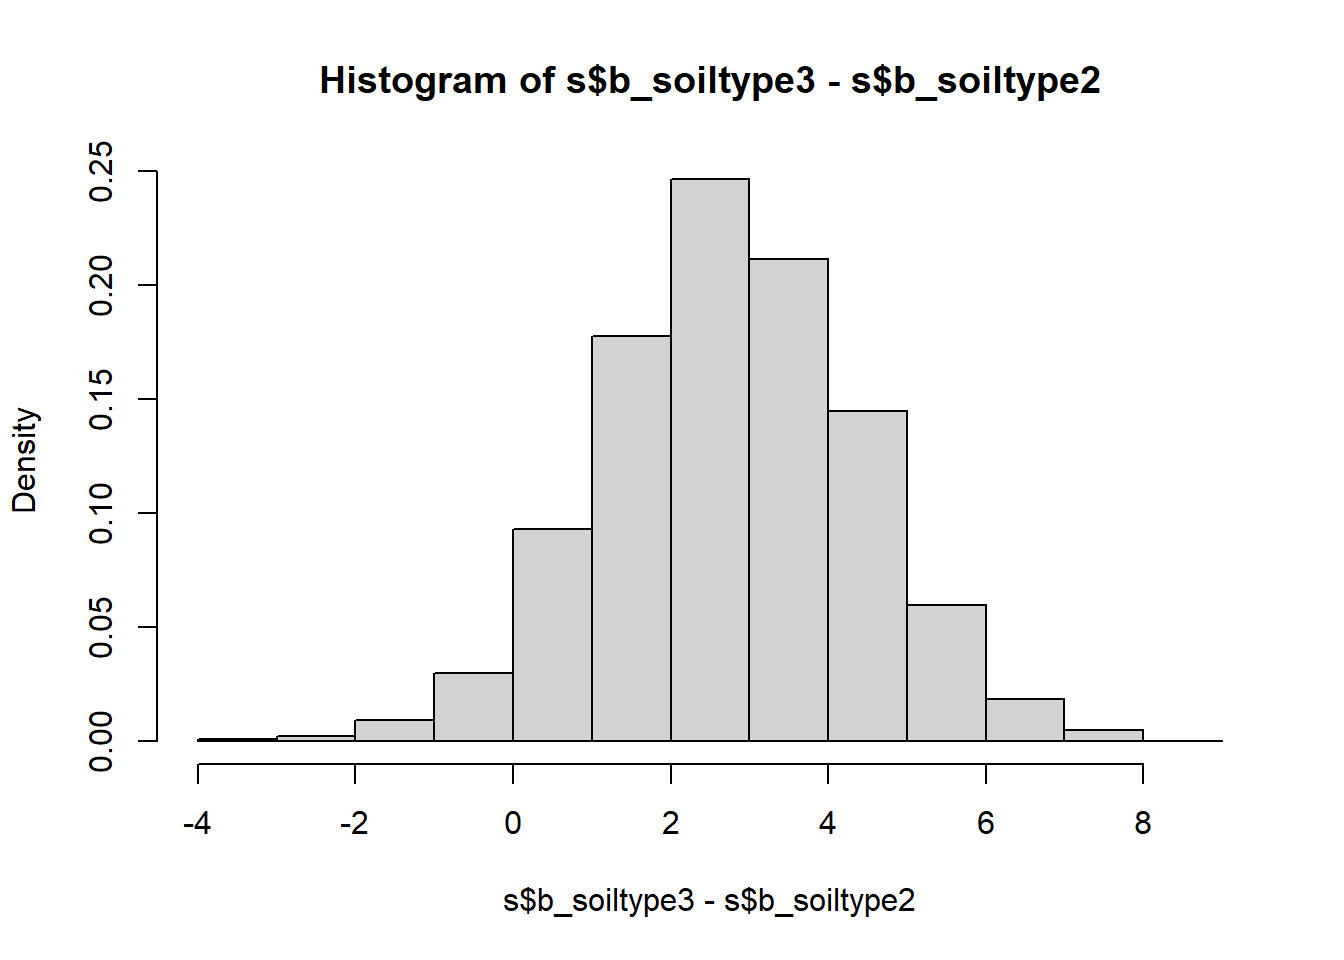 Histogram of s$b_soiltype3 - s$b_soiltype2
Density
0.25
0.20
0.15
0.10
0.05
0.00
-4 -2 0 2 4 6 8
s$b_soiltype3 - s$b_soiltype2